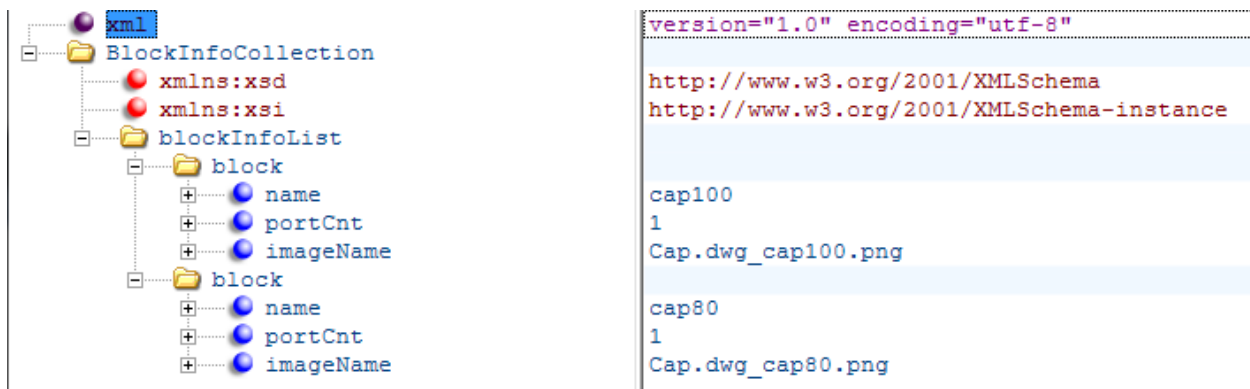 xml version="1.0" encoding="utf-8"
BlockInfoCollection
xmlns:xsd http://www.w3.org/2001/XMLSchema
xmlns:xsi http://www.w3.org/2001/XMLSchema-instance
blockInfoList
block
name cap100
portCnt 1
imageName Cap.dwg_cap100.png
block
name cap80
portCnt 1
imageName Cap.dwg_cap80.png